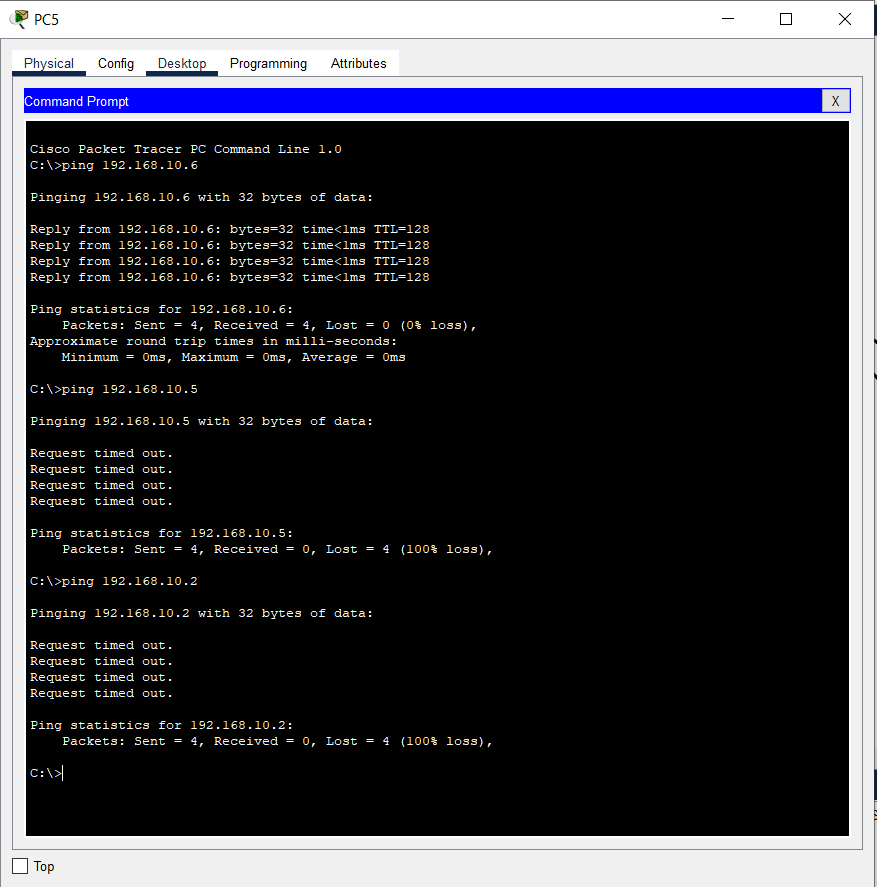 PC5
Physical Config Desktop Programming Attributes
Command Prompt
X
Cisco Packet Tracer PC Command Line 1.0
C:\>ping 192.168.10.6
Pinging 192.168.10.6 with 32 bytes of data:
Reply from 192.168.10.6: bytes=32 time<1ms TTL=128
Reply from 192.168.10.6: bytes=32 time<1ms TTL=128
Reply from 192.168.10.6: bytes=32 time<1ms TTL=128
Reply from 192.168.10.6: bytes=32 time<1ms TTL=128
Ping statistics for 192.168.10.6:
    Packets: Sent = 4, Received = 4, Lost = 0 (0% loss),
Approximate round trip times in milli-seconds:
    Minimum = 0ms, Maximum = 0ms, Average = 0ms
C:\>ping 192.168.10.5
Pinging 192.168.10.5 with 32 bytes of data:
Request timed out.
Request timed out.
Request timed out.
Request timed out.
Ping statistics for 192.168.10.5:
    Packets: Sent = 4, Received = 0, Lost = 4 (100% loss),
C:\>ping 192.168.10.2
Pinging 192.168.10.2 with 32 bytes of data:
Request timed out.
Request timed out.
Request timed out.
Request timed out.
Ping statistics for 192.168.10.2:
    Packets: Sent = 4, Received = 0, Lost = 4 (100% loss),
C:\>
Top